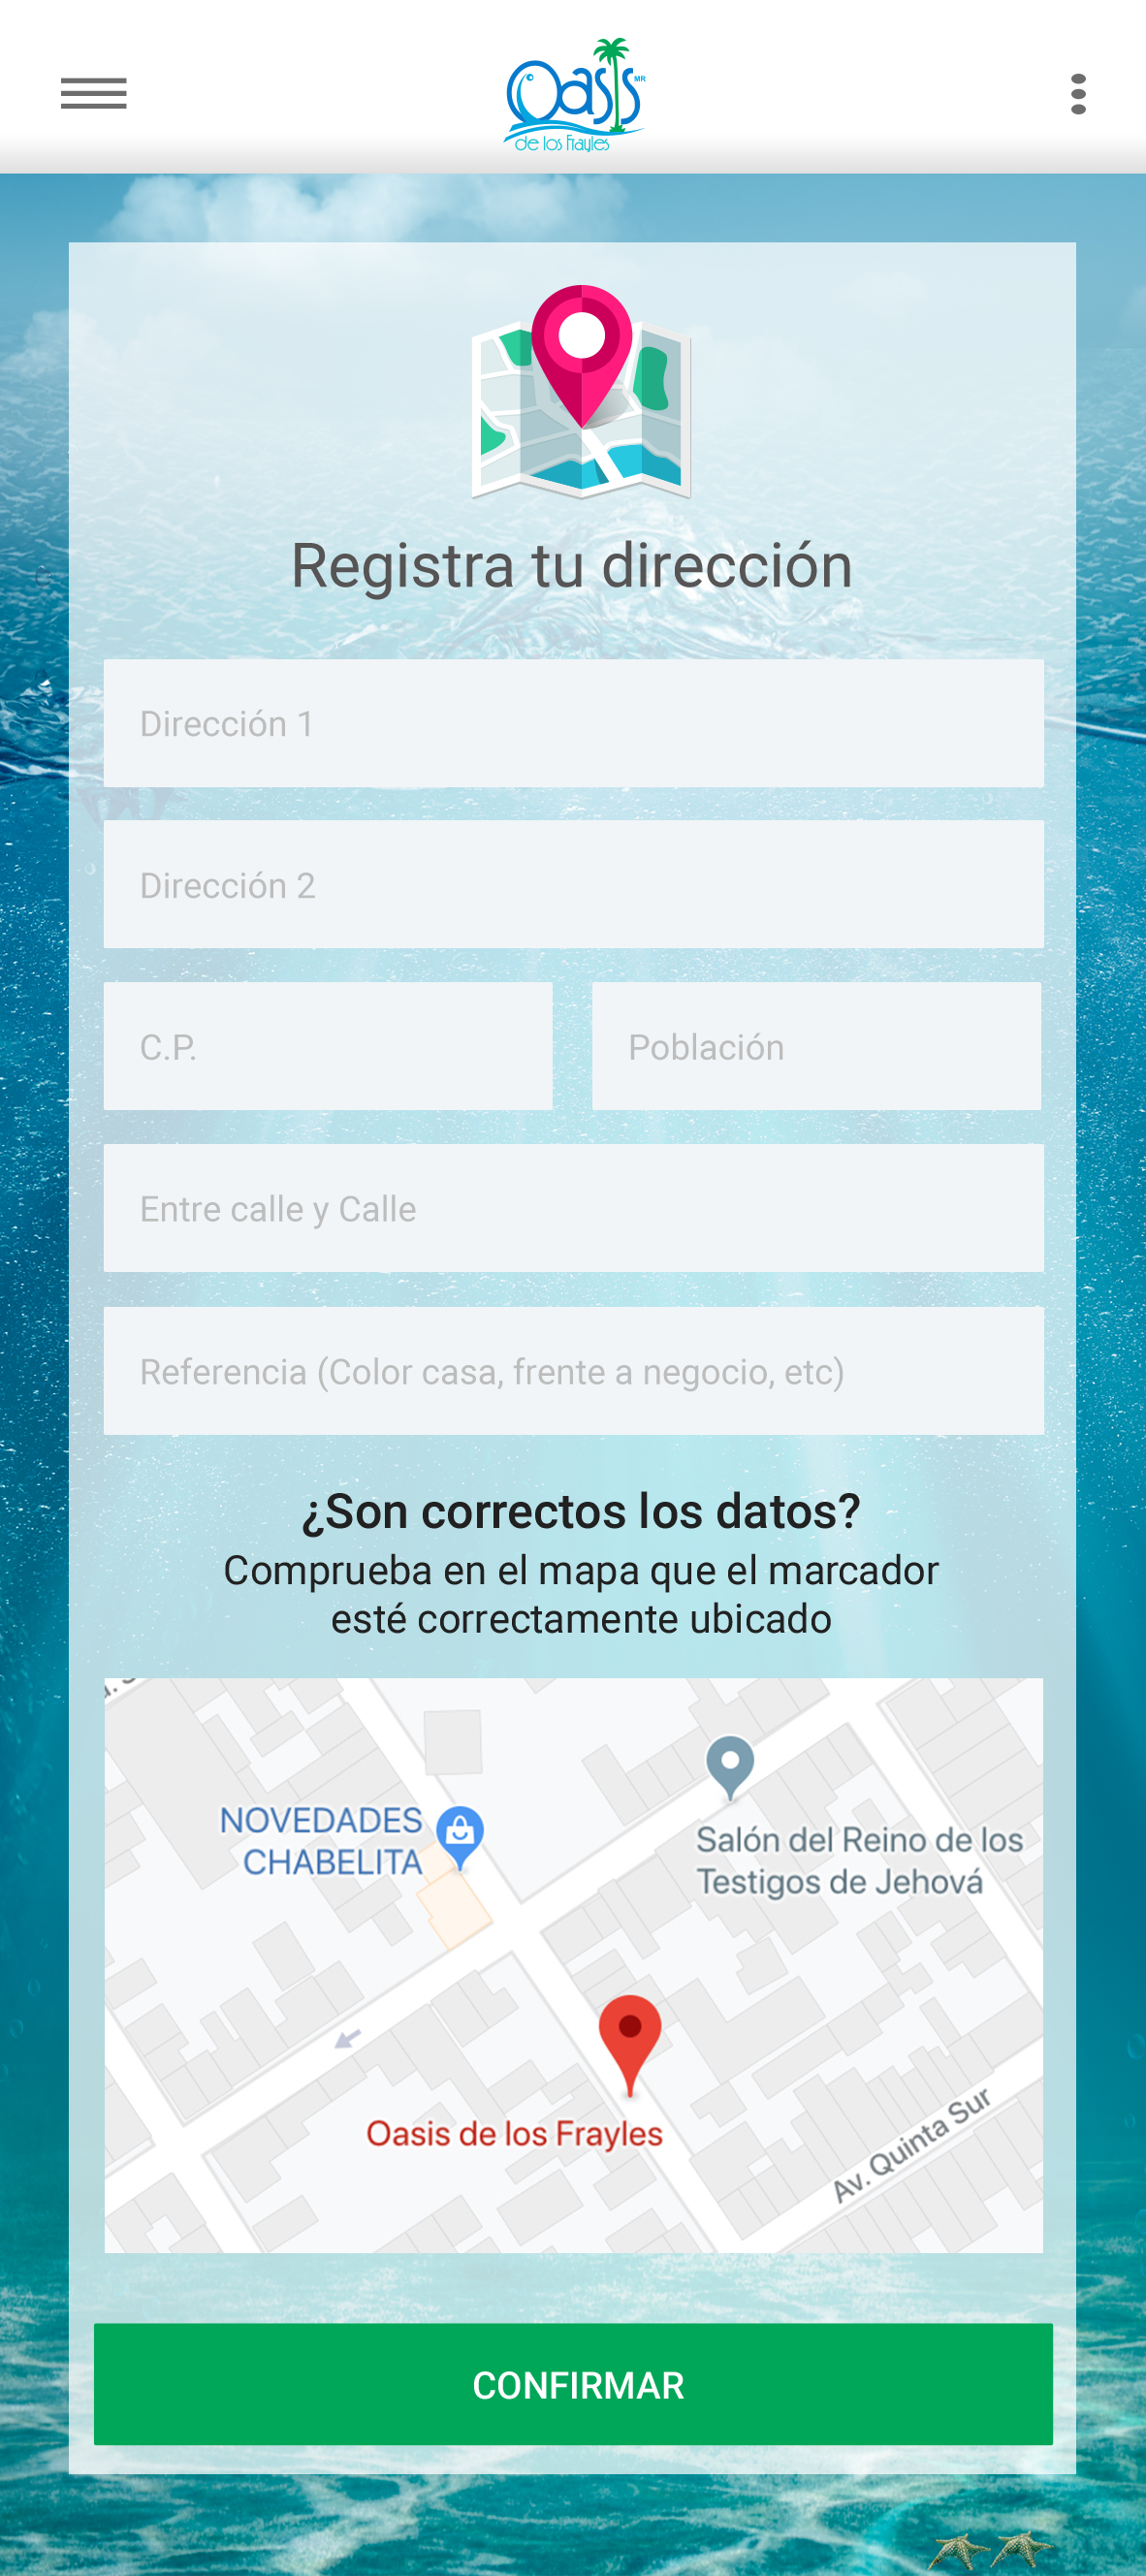 Oasis MR
de los Frayles
Registra tu dirección
Dirección 1
Dirección 2
C.P.
Población
Entre calle y Calle
Referencia (Color casa, frente a negocio, etc)
¿Son correctos los datos?
Comprueba en el mapa que el marcador
esté correctamente ubicado
NOVEDADES
CHABELITA
Salón del Reino de los
Testigos de Jehová
Oasis de los Frayles
Av. Quinta Sur
CONFIRMAR